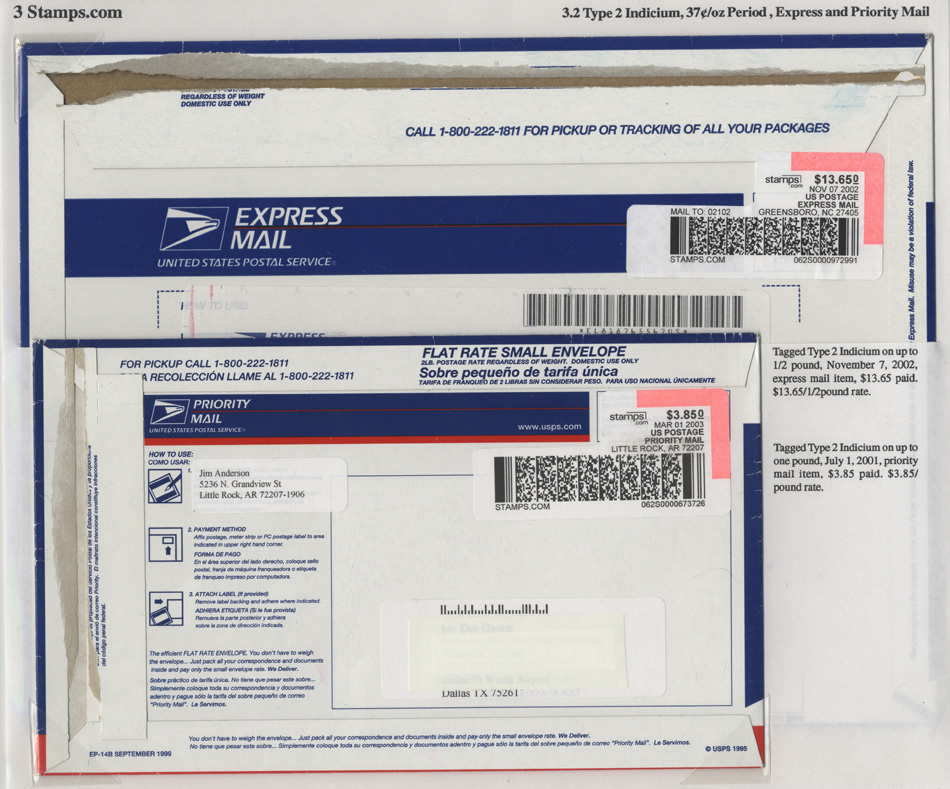 3 Stamps.com
3.2 Type 2 Indicium, 37¢/oz Period , Express and Priority Mail
REGARDLESS OF WEIGHT
DOMESTIC USE ONLY
CALL 1-800-222-1811 FOR PICKUP OR TRACKING OF ALL YOUR PACKAGES
stamps.com
$13.650
NOV 07 2002
US POSTAGE
EXPRESS MAIL
MAIL TO: 02102 GREENSBORO, NC 27405
STAMPS.COM 062S0000972991
EXPRESS
MAIL
UNITED STATES POSTAL SERVICE
Express Mail. Misuse may be a violation of federal law.
HOW TO USE:
EXPRESS
FOR PICKUP CALL 1-800-222-1811
A RECOLECCIÓN LLAME AL 1-800-222-1811
FLAT RATE SMALL ENVELOPE
2LB. POSTAGE RATE REGARDLESS OF WEIGHT. DOMESTIC USE ONLY
Sobre pequeño de tarifa única
TARIFA DE FRANQUEO DE 2 LIBRAS SIN CONSIDERAR PESO. PARA USO NACIONAL ÚNICAMENTE
PRIORITY
MAIL
UNITED STATES POSTAL SERVICE
www.usps.com
stamps.com
$3.850
MAR 01 2003
US POSTAGE
PRIORITY MAIL
LITTLE ROCK, AR 72207
STAMPS.COM 062S0000673726
Tagged Type 2 Indicium on up to
1/2 pound, November 7, 2002,
express mail item, $13.65 paid.
$13.65/1/2pound rate.
Tagged Type 2 Indicium on up to
one pound, July 1, 2001, priority
mail item, $3.85 paid. $3.85/
pound rate.
HOW TO USE:
COMO USAR:
1.
Jim Anderson
5236 N. Grandview St
Little Rock, AR 72207-1906
2. PAYMENT METHOD
Affix postage, meter strip or PC postage label to area
indicated in upper right hand corner.
FORMA DE PAGO
En el área superior del lado derecho, coloque sello
postal, franja de máquina franqueadora o etiqueta
de franqueo impreso por computadora.
3. ATTACH LABEL (If provided)
Remove label backing and adhere where indicated.
ADHIERA ETIQUETA (Si le fue provista)
Remueva la parte posterior y adhiera
sobre la zona de dirección indicada.
The efficient FLAT RATE ENVELOPE. You don't have to weigh
the envelope... Just pack all your correspondence and documents
inside and pay only the small envelope rate. We Deliver.
Sobre práctico de tarifa única. No tiene que pesar este sobre...
Simplemente coloque toda su correspondencia y documentos
adentro y pague sólo la tarifa del sobre pequeño de correo
"Priority Mail". Le Servimos.
Dallas TX 75261
You don't have to weigh the envelope... Just pack all your correspondence and documents inside and pay only the small envelope rate. We Deliver.
No tiene que pesar este sobre... Simplemente coloque toda su correspondencia y documentos adentro y pague sólo la tarifa del sobre pequeño de correo "Priority Mail". Le Servimos.
EP-14B SEPTEMBER 1999
© USPS 1995